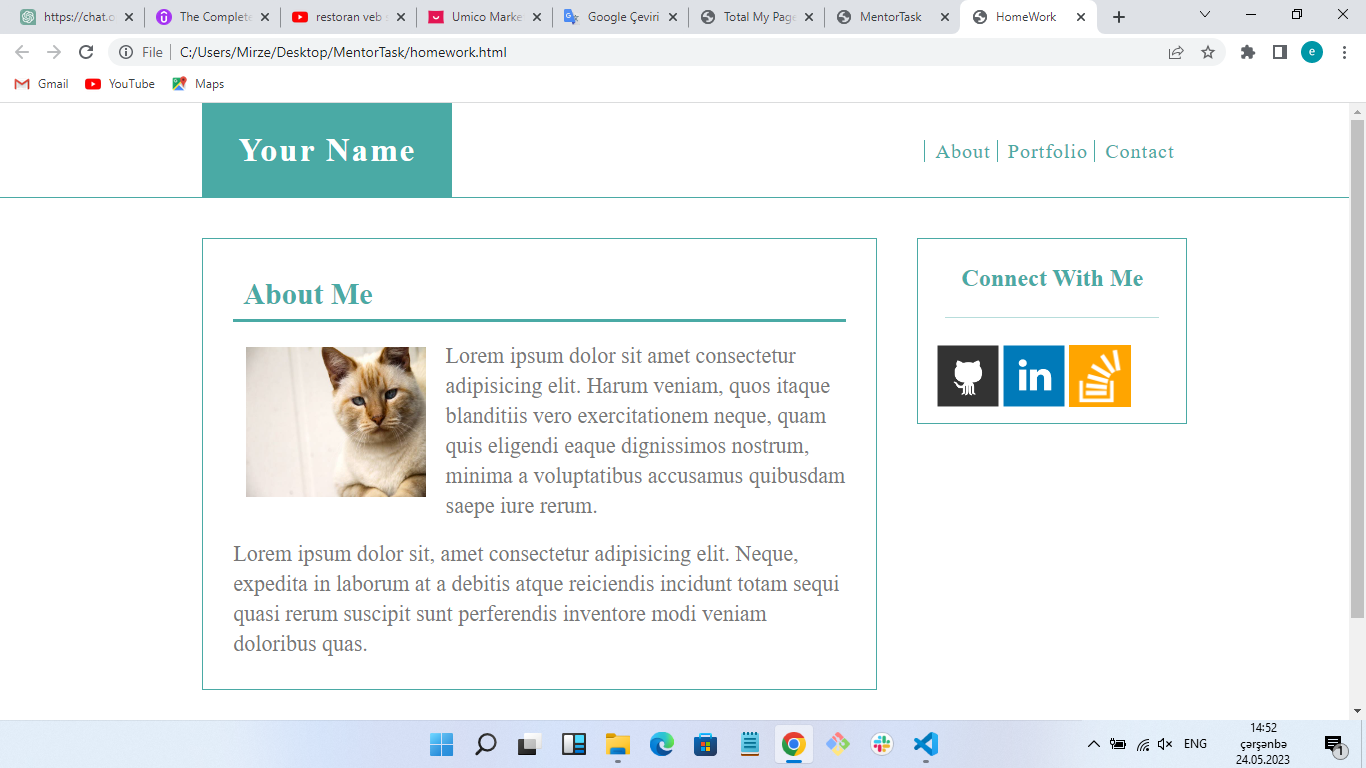 https://chat.o
The Complete
restoran veb s
Umico Marke
Google Çeviri
Total My Page
MentorTask
HomeWork
File
C:/Users/Mirze/Desktop/MentorTask/homework.html
e
Gmail
YouTube
Maps
Your Name
About
Portfolio
Contact
About Me
Lorem ipsum dolor sit amet consectetur
adipisicing elit. Harum veniam, quos itaque
blanditiis vero exercitationem neque, quam
quis eligendi eaque dignissimos nostrum,
minima a voluptatibus accusamus quibusdam
saepe iure rerum.
Lorem ipsum dolor sit, amet consectetur adipisicing elit. Neque,
expedita in laborum at a debitis atque reiciendis incidunt totam sequi
quasi rerum suscipit sunt perferendis inventore modi veniam
doloribus quas.
Connect With Me
in
ENG
14:52
çərşənbə
24.05.2023
1